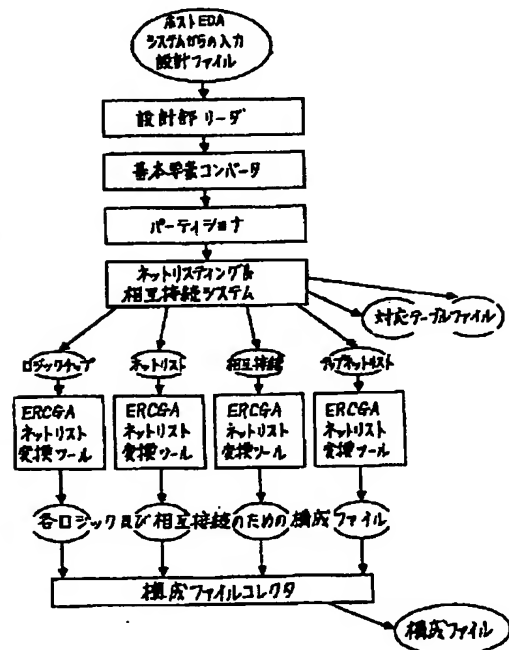 ホストEDA
システムからの入力
設計ファイル
設計部リーダ
基本要素コンバータ
パーティショナ
ネットリスティング&
相互接続システム
対応テーブルファイル
ロジックチップ
ネットリスト
相互接続
チップネットリスト
ERCGA
ネットリスト
変換ツール
ERCGA
ネットリスト
変換ツール
ERCGA
ネットリスト
変換ツール
ERCGA
ネットリスト
変換ツール
各ロジック及び相互接続のための構成ファイル
構成ファイルコレクタ
構成ファイル